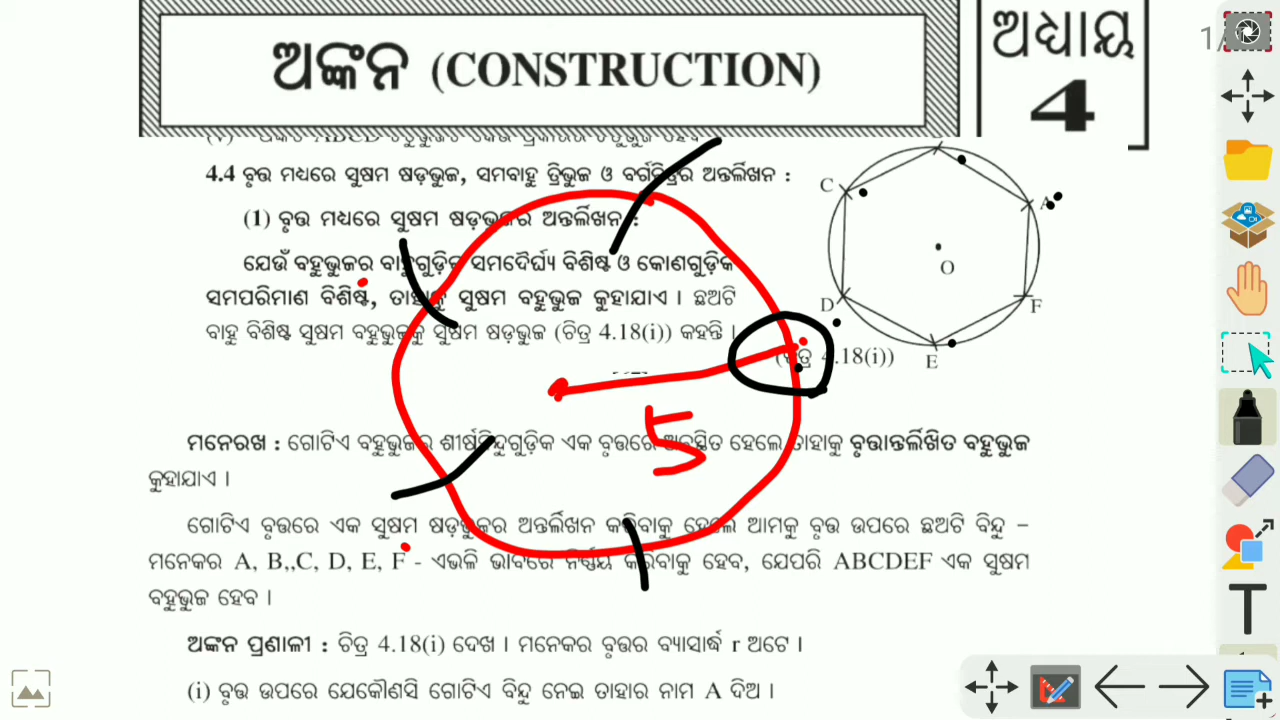 ଅଙ୍କନ (CONSTRUCTION)
ଅଧ୍ୟାୟ
4
1/
4.4 ବୃତ୍ତ ମଧ୍ୟରେ ସୁଷମ ଷଡ଼ଭୁଜ, ସମବାହୁ ତ୍ରିଭୁଜ ଓ ବର୍ଗଚିତ୍ରର ଅନ୍ତର୍ଲିଖନ :
(1) ବୃତ୍ତ ମଧ୍ୟରେ ସୁଷମ ଷଡ଼ଭୁଜର ଅନ୍ତର୍ଲିଖନ :
ଯେଉଁ ବହୁଭୁଜର ବାହୁଗୁଡ଼ିକ ସମଦୈର୍ଘ୍ୟ ବିଶିଷ୍ଟ ଓ କୋଣଗୁଡ଼ିକ
ସମପରିମାଣ ବିଶିଷ୍ଟ, ତାହାକୁ ସୁଷମ ବହୁଭୁଜ କୁହାଯାଏ । ଛଅଟି
ବାହୁ ବିଶିଷ୍ଟ ସୁଷମ ବହୁଭୁଜକୁ ସୁଷମ ଷଡ଼ଭୁଜ (ଚିତ୍ର 4.18(i)) କହନ୍ତି ।
C
A
O
D
F
E
(ଚିତ୍ର 4.18(i))
5
ମନେରଖ : ଗୋଟିଏ ବହୁଭୁଜର ଶୀର୍ଷବିନ୍ଦୁଗୁଡ଼ିକ ଏକ ବୃତ୍ତରେ ଅବସ୍ଥିତ ହେଲେ ତାହାକୁ ବୃତ୍ତାନ୍ତର୍ଲିଖିତ ବହୁଭୁଜ
କୁହାଯାଏ ।
ଗୋଟିଏ ବୃତ୍ତରେ ଏକ ସୁଷମ ଷଡ଼ଭୁଜର ଅନ୍ତର୍ଲିଖନ କରିବାକୁ ହେଲେ ଆମକୁ ବୃତ୍ତ ଉପରେ ଛଅଟି ବିନ୍ଦୁ –
ମନେକର A, B,,C, D, E, F - ଏଭଳି ଭାବରେ ନିର୍ଣ୍ଣୟ କରିବାକୁ ହେବ, ଯେପରି ABCDEF ଏକ ସୁଷମ
ବହୁଭୁଜ ହେବ ।
ଅଙ୍କନ ପ୍ରଣାଳୀ : ଚିତ୍ର 4.18(i) ଦେଖ । ମନେକର ବୃତ୍ତର ବ୍ୟାସାର୍ଦ୍ଧ r ଅଟେ ।
(i) ବୃତ୍ତ ଉପରେ ଯେକୌଣସି ଗୋଟିଏ ବିନ୍ଦୁ ନେଇ ତାହାର ନାମ A ଦିଅ ।
T